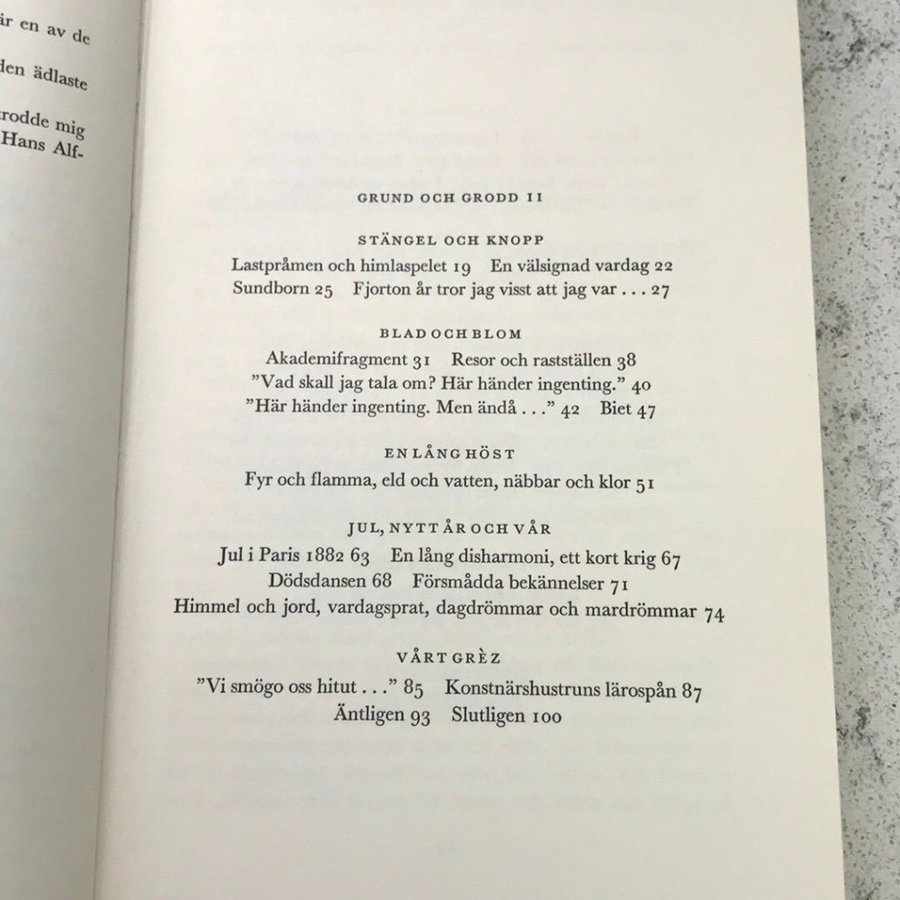 är en av de
den ädlaste
rodde mig
Hans Alf-
GRUND OCH GRODD 11
STÄNGEL OCH KNOPP
Lastpråmen och himlaspelet 19 En välsignad vardag 22
Sundborn 25 Fjorton år tror jag visst att jag var . . . 27
BLAD OCH BLOM
Akademifragment 31 Resor och rastställen 38
”Vad skall jag tala om? Här händer ingenting.” 40
”Här händer ingenting. Men ändå . . .” 42 Biet 47
EN LÅNG HÖST
Fyr och flamma, eld och vatten, näbbar och klor 51
JUL, NYTT ÅR OCH VÅR
Jul i Paris 1882 63 En lång disharmoni, ett kort krig 67
Dödsdansen 68 Försmådda bekännelser 71
Himmel och jord, vardagsprat, dagdrömmar och mardrömmar 74
VÅRT GRÈZ
”Vi smögo oss hitut . . .” 85 Konstnärshustruns lärospån 87
Äntligen 93 Slutligen 100